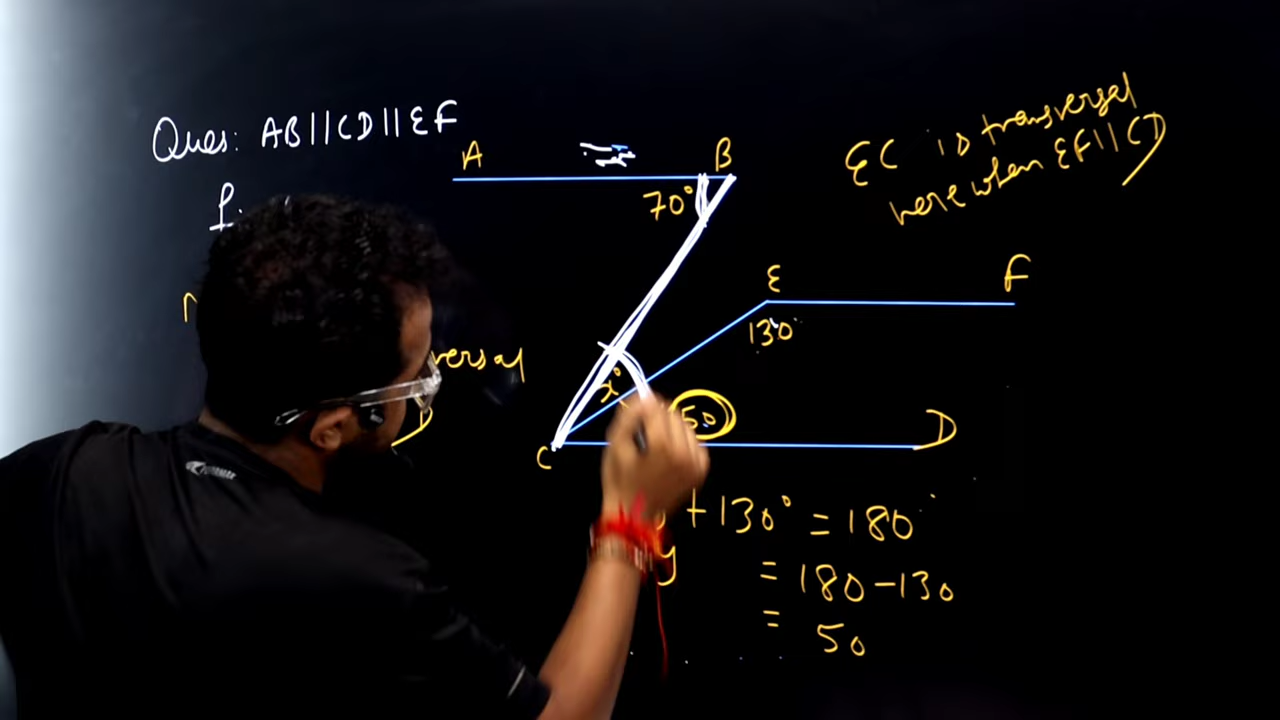 Ques: AB||CD||EF
A
B
70°
EC is transversal
here when EF||CD
E
F
130°
versal
x°
50
D
C
+130° = 180°
y = 180-130
= 50